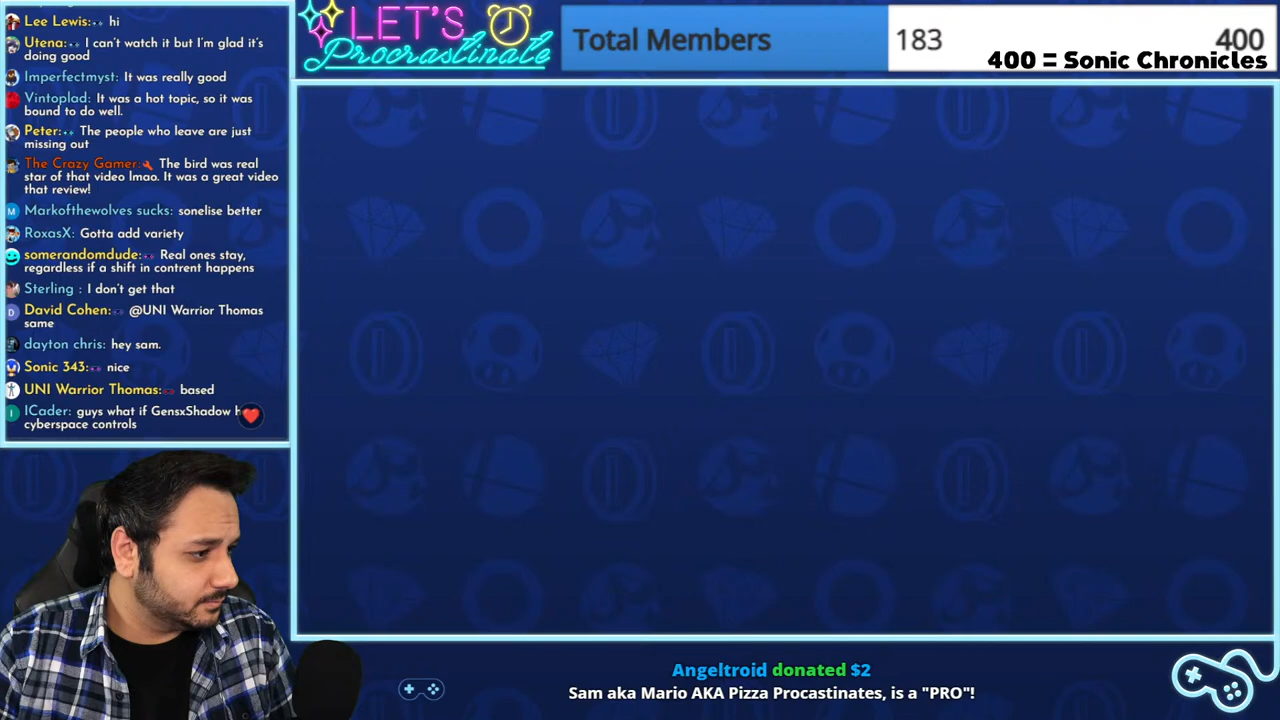 Lee Lewis: hi
Utena: I can't watch it but I'm glad it's
doing good
Imperfectmyst: It was really good
Vintoplad: It was a hot topic, so it was
bound to do well.
Peter: The people who leave are just
missing out
The Crazy Gamer: The bird was real
star of that video lmao. It was a great video
that review!
Markofthewolves sucks: sonelise better
RoxasX: Gotta add variety
somerandomdude: Real ones stay,
regardless if a shift in contrent happens
Sterling : I don't get that
David Cohen: @UNI Warrior Thomas
same
dayton chris: hey sam.
Sonic 343: nice
UNI Warrior Thomas: based
ICader: guys what if GensxShadow
cyberspace controls
LET'S
Procrastinate
Total Members 183 400
400 = Sonic Chronicles
Angeltroid donated $2
Sam aka Mario AKA Pizza Procastinates, is a "PRO"!